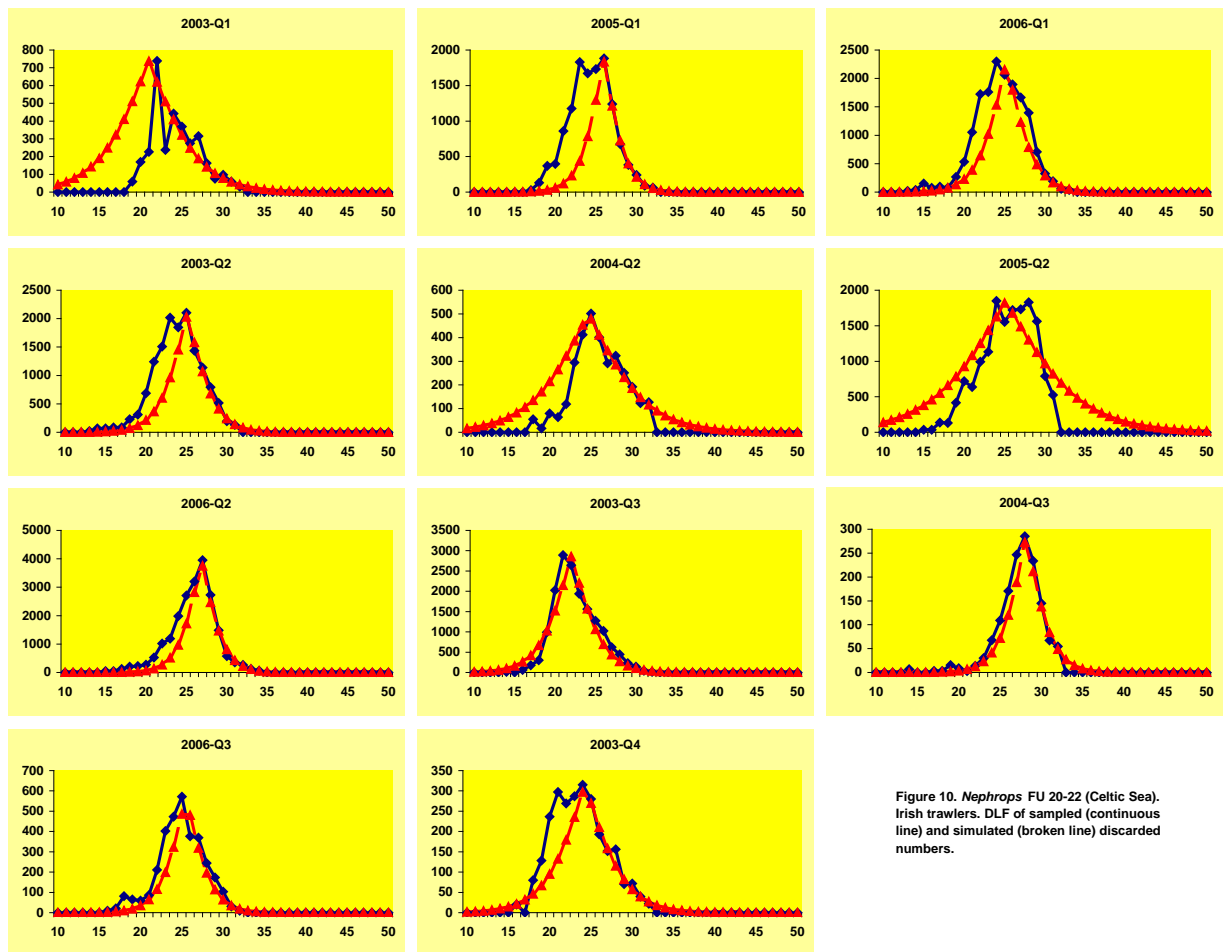 2003-Q1
800
700
600
500
400
300
200
100
0
10 15 20 25 30 35 40 45 50
2005-Q1
2000
1500
1000
500
0
10 15 20 25 30 35 40 45 50
2006-Q1
2500
2000
1500
1000
500
0
10 15 20 25 30 35 40 45 50
2003-Q2
2500
2000
1500
1000
500
0
10 15 20 25 30 35 40 45 50
2004-Q2
600
500
400
300
200
100
0
10 15 20 25 30 35 40 45 50
2005-Q2
2000
1500
1000
500
0
10 15 20 25 30 35 40 45 50
2006-Q2
5000
4000
3000
2000
1000
0
10 15 20 25 30 35 40 45 50
2003-Q3
3500
3000
2500
2000
1500
1000
500
0
10 15 20 25 30 35 40 45 50
2004-Q3
300
250
200
150
100
50
0
10 15 20 25 30 35 40 45 50
2006-Q3
700
600
500
400
300
200
100
0
10 15 20 25 30 35 40 45 50
2003-Q4
350
300
250
200
150
100
50
0
10 15 20 25 30 35 40 45 50
Figure 10. Nephrops FU 20-22 (Celtic Sea).
Irish trawlers. DLF of sampled (continuous
line) and simulated (broken line) discarded
numbers.